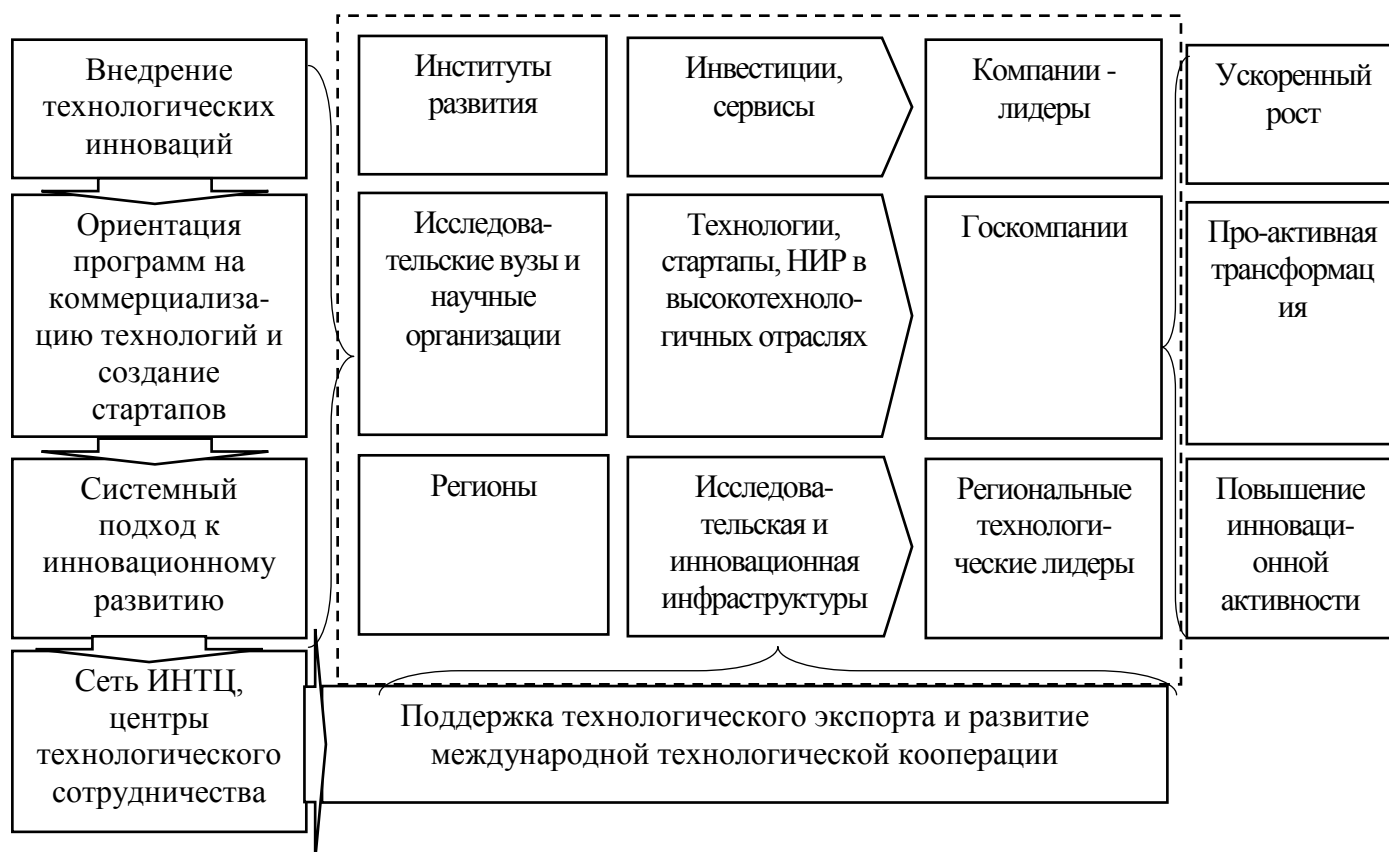 Внедрение
технологических
инноваций
Институты
развития
Инвестиции,
сервисы
Компании -
лидеры
Ускоренный
рост
Ориентация
программ на
коммерциализа-
цию технологий и
создание
стартапов
Исследова-
тельские вузы и
научные
организации
Технологии,
стартапы, НИР в
высокотехноло-
гичных отраслях
Госкомпании
Про-активная
трансформац
ия
Системный
подход к
инновационному
развитию
Регионы
Исследова-
тельская и
инновационная
инфраструктуры
Региональные
технологи-
ческие лидеры
Повышение
инноваци-
онной
активности
Сеть ИНТЦ,
центры
технологического
сотрудничества
Поддержка технологического экспорта и развитие
международной технологической кооперации